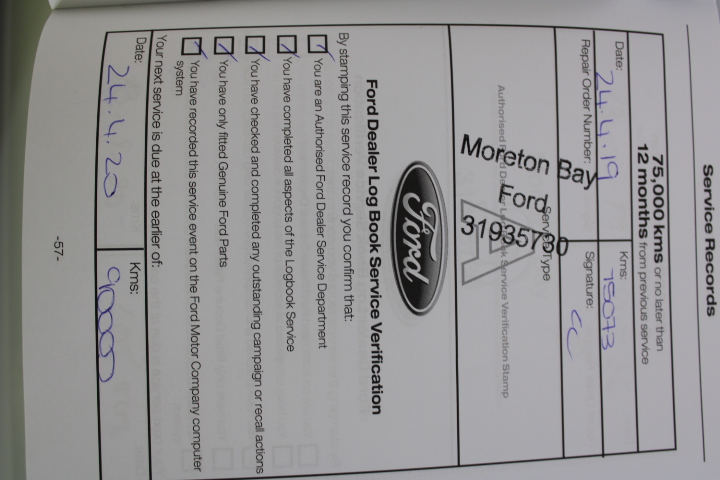 Service Records
75,000 kms or no later than
12 months from previous service
Date: 24.4.19
Kms: 75073
Repair Order Number:
Signature: CC
Service Type
A
Authorised Ford Dealer Log Book Service Verification Stamp
Moreton Bay
Ford
31935730
Ford
Ford Dealer Log Book Service Verification
By stamping this service record you confirm that:
You are an Authorised Ford Dealer Service Department
You have completed all aspects of the Logbook Service
You have checked and completed any outstanding campaign or recall actions
You have only fitted Genuine Ford Parts
You have recorded this service event on the Ford Motor Company computer
system
Your next service is due at the earlier of:
Date: 24.4.20
Kms: 90000
-57-